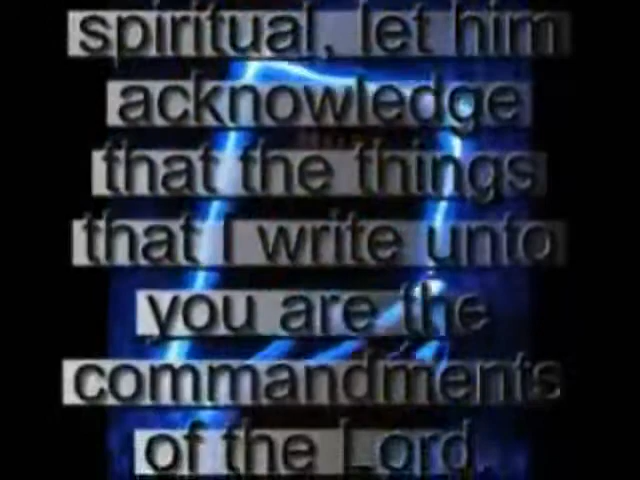 spiritual, let him
acknowledge
that the things
that I write unto
you are the
commandments
of the Lord.